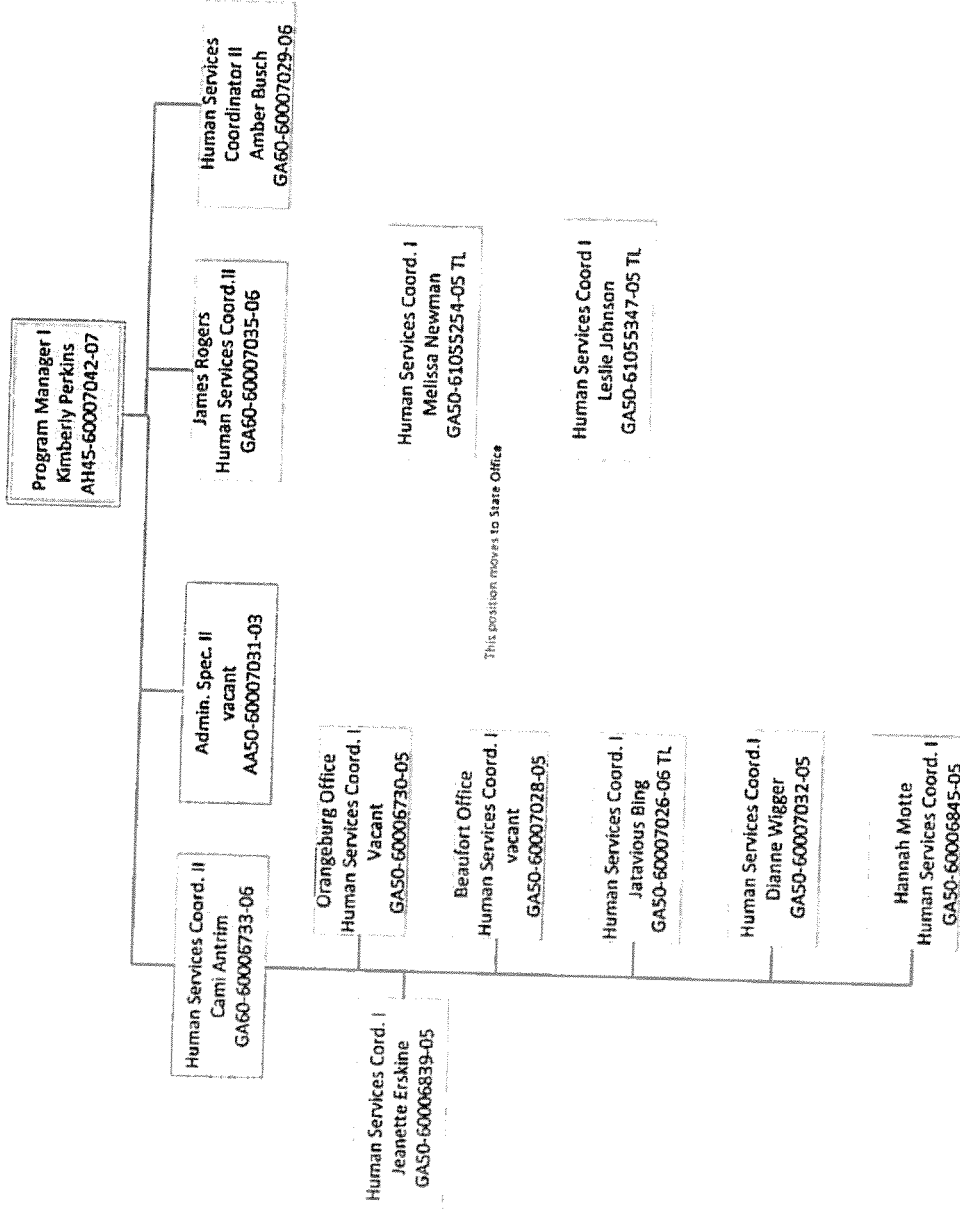 Program Manager I
Kimberly Perkins
AH45-60007042-07
Human Services Coord. II
Cami Antrim
GA60-60006733-06
Admin. Spec. II
vacant
AA50-60007031-03
James Rogers
Human Services Coord.II
GA60-60007035-06
Human Services
Coordinator II
Amber Busch
GA60-60007029-06
Human Services Cord. I
Jeanette Erskine
GA50-60006839-05
Orangeburg Office
Human Services Coord. I
Vacant
GA50-60006730-05
Beaufort Office
Human Services Coord. I
vacant
GA50-60007028-05
Human Services Coord. I
Jatavious Bing
GA50-60007026-06 TL
Human Services Coord.I
Dianne Wigger
GA50-60007032-05
Hannah Motte
Human Services Coord. I
GA50-60006845-05
Human Services Coord. I
Melissa Newman
GA50-61055254-05 TL
This position moves to State Office
Human Services Coord I
Leslie Johnson
GA50-61055347-05 TL